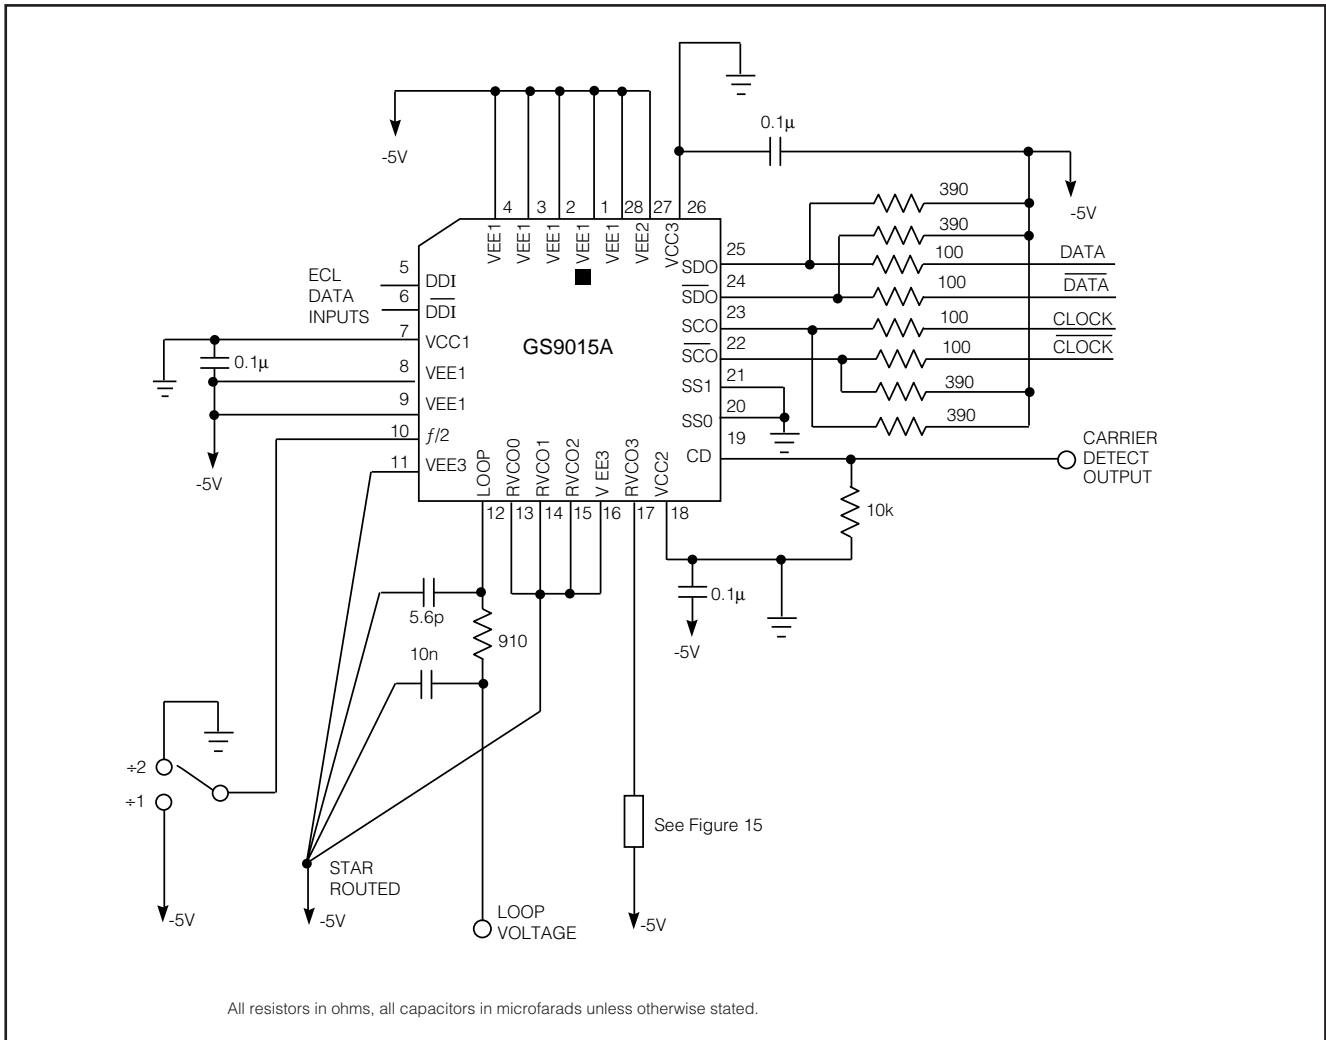 0.1µ
-5V
390
-5V
4 3 2 1 28 27 26
390
VEE1 VEE1 VEE1 VEE1 VEE1 VEE2 VCC3
25
100
DATA
SDO
5
DDI
ECL
DATA
INPUTS
24
100
DATA
SDO
6
DDI
23
100
CLOCK
SCO
7
VCC1
GS9015A
22
100
CLOCK
SCO
0.1µ
8
VEE1
21
SS1
390
9
VEE1
20
SS0
390
10
ƒ/2
19
CD
CARRIER
DETECT
OUTPUT
11
VEE3
-5V
LOOP RVCO0 RVCO1 RVCO2 V EE3 RVCO3 VCC2
12 13 14 15 16 17 18
10k
5.6p
0.1µ
910
-5V
10n
÷2
÷1
See Figure 15
STAR
ROUTED
-5V
-5V
LOOP
VOLTAGE
-5V
All resistors in ohms, all capacitors in microfarads unless otherwise stated.